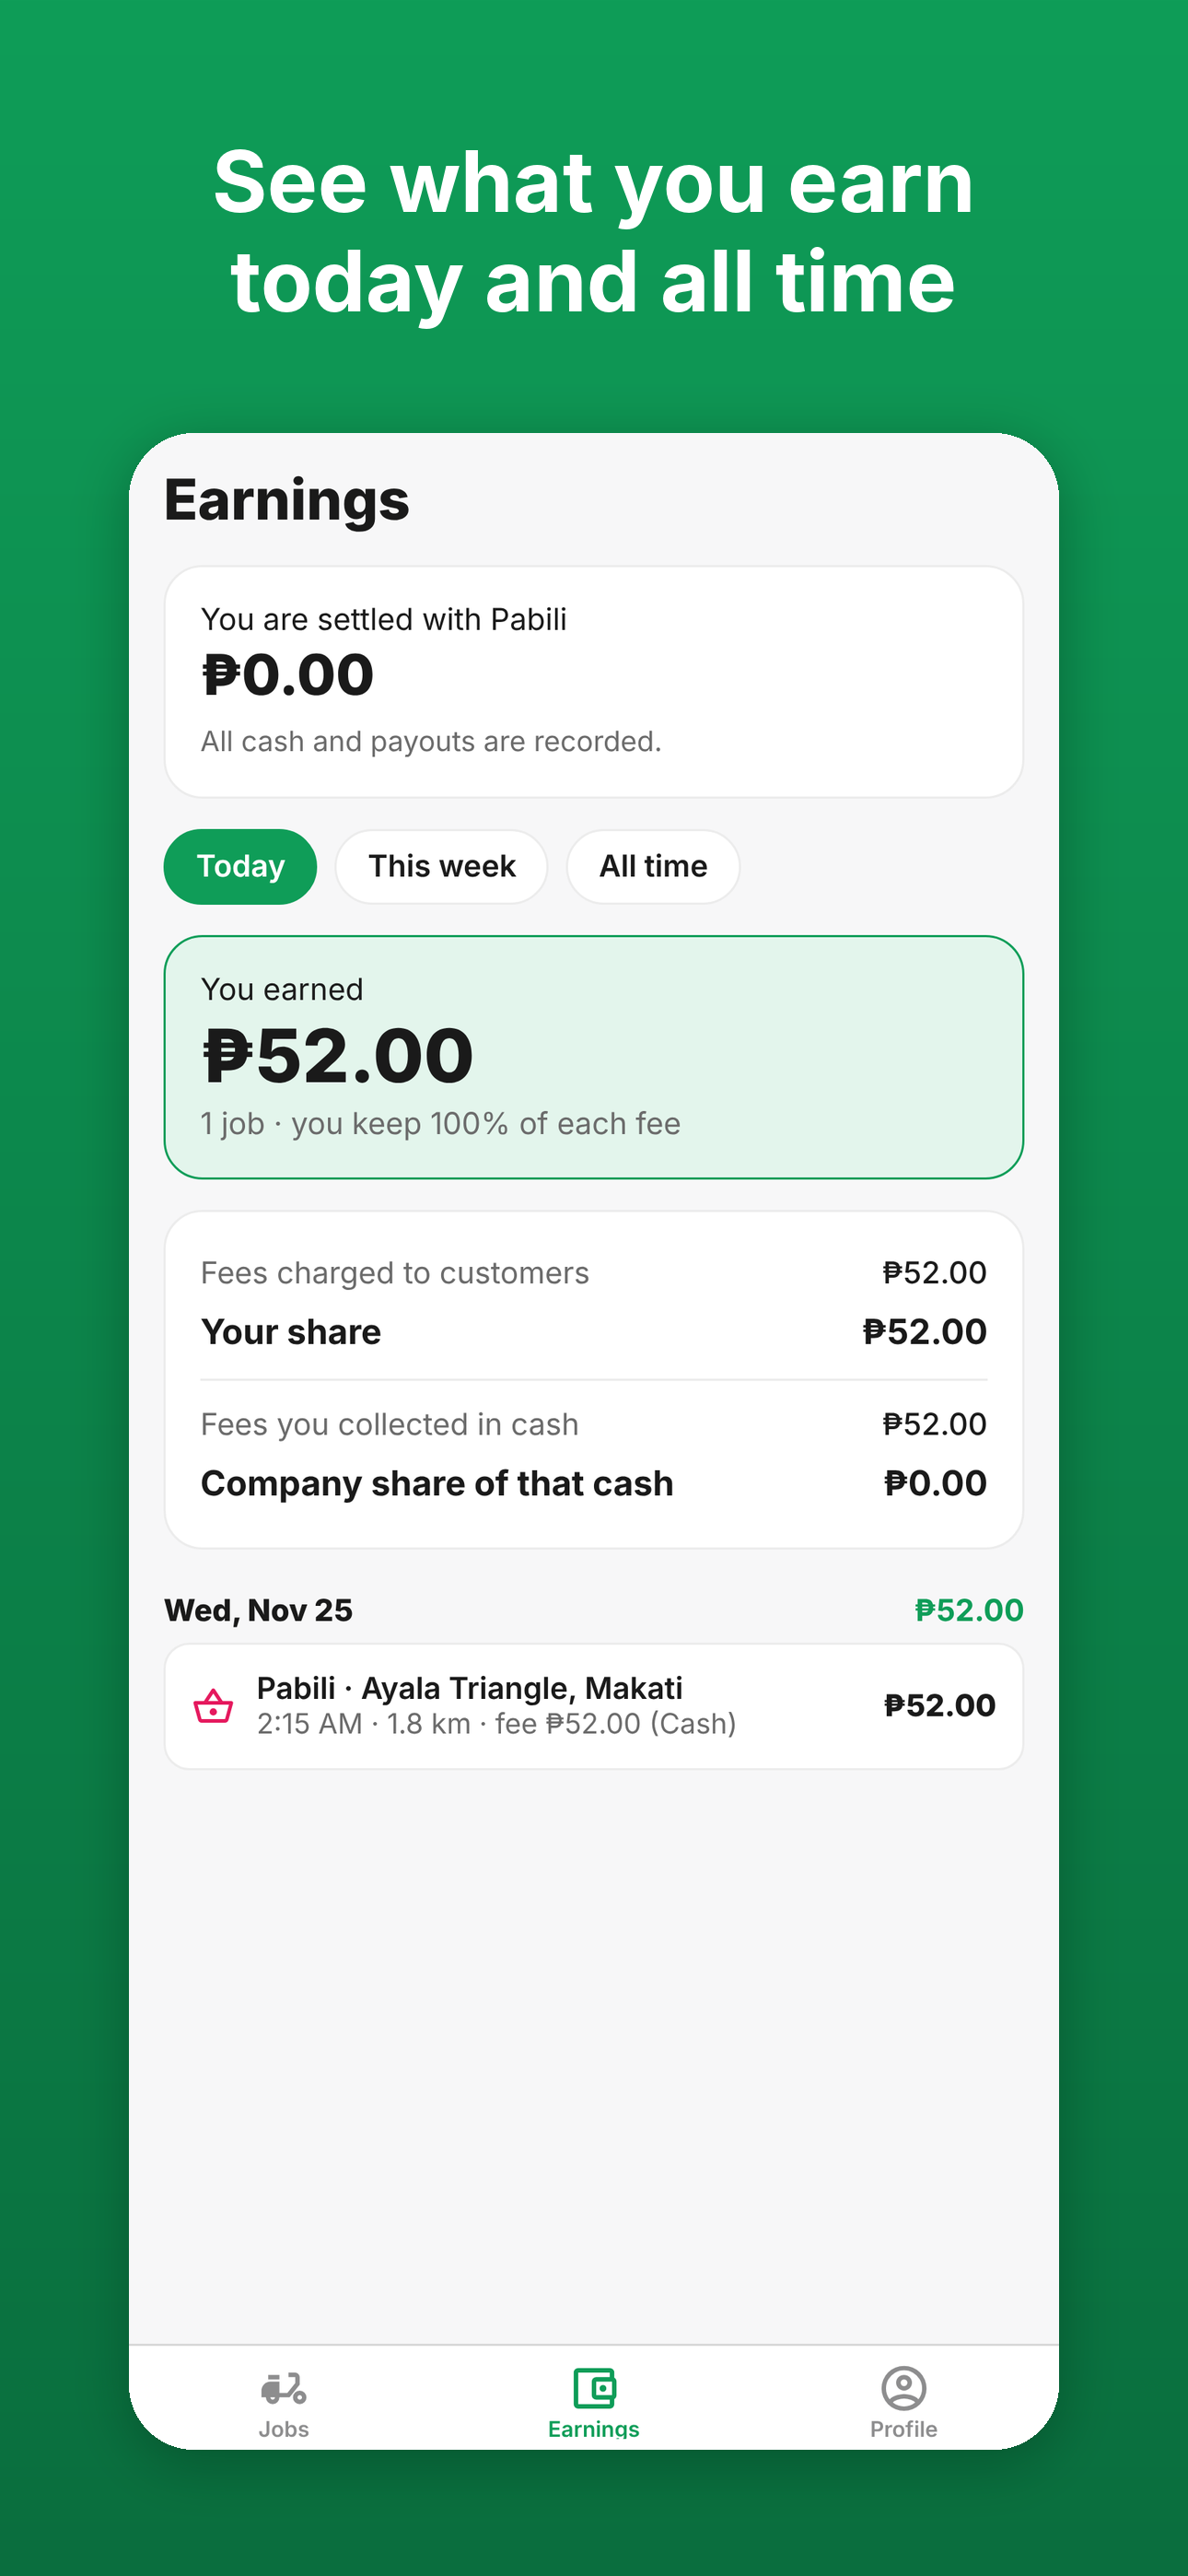 See what you earn
today and all time
Earnings
You are settled with Pabili
₱0.00
All cash and payouts are recorded.
Today
This week
All time
You earned
₱52.00
1 job · you keep 100% of each fee
Fees charged to customers ₱52.00
Your share ₱52.00
Fees you collected in cash ₱52.00
Company share of that cash ₱0.00
Wed, Nov 25 ₱52.00
Pabili · Ayala Triangle, Makati
2:15 AM · 1.8 km · fee ₱52.00 (Cash)
₱52.00
Jobs
Earnings
Profile